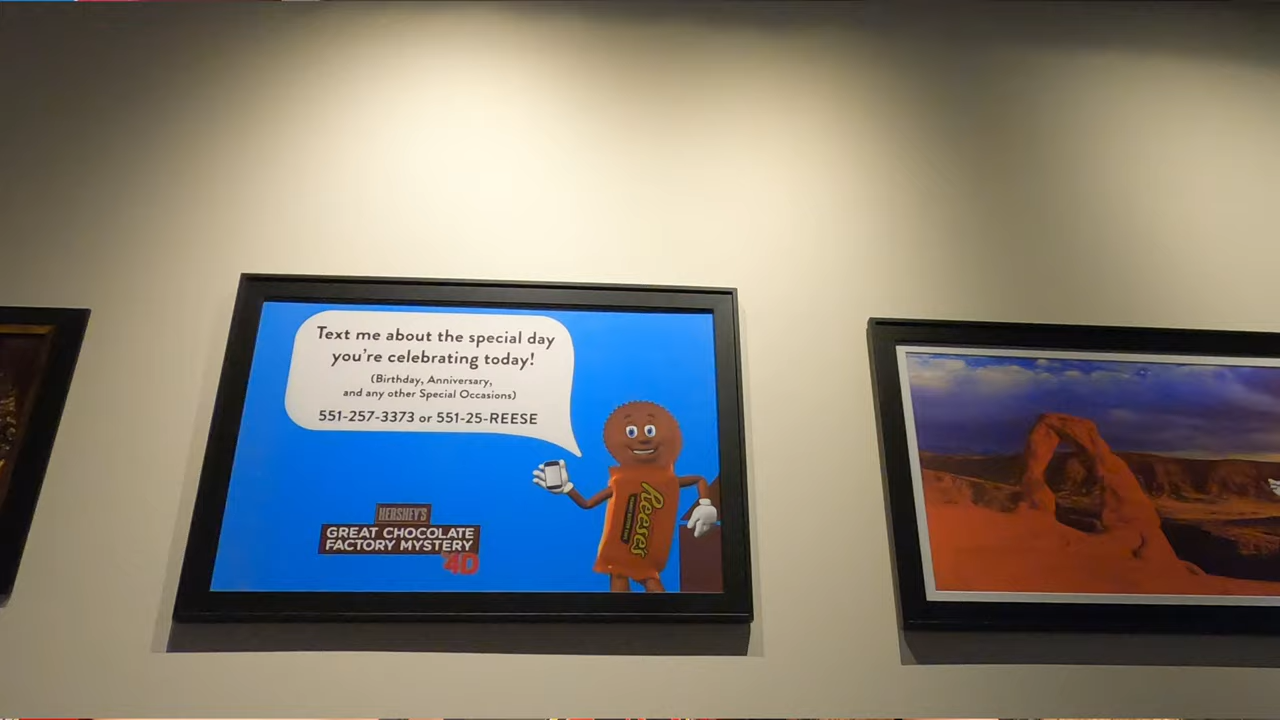 Text me about the special day
you're celebrating today!
(Birthday, Anniversary,
and any other Special Occasions)
551-257-3373 or 551-25-REESE
HERSHEY'S
GREAT CHOCOLATE
FACTORY MYSTERY
4D
Reese's